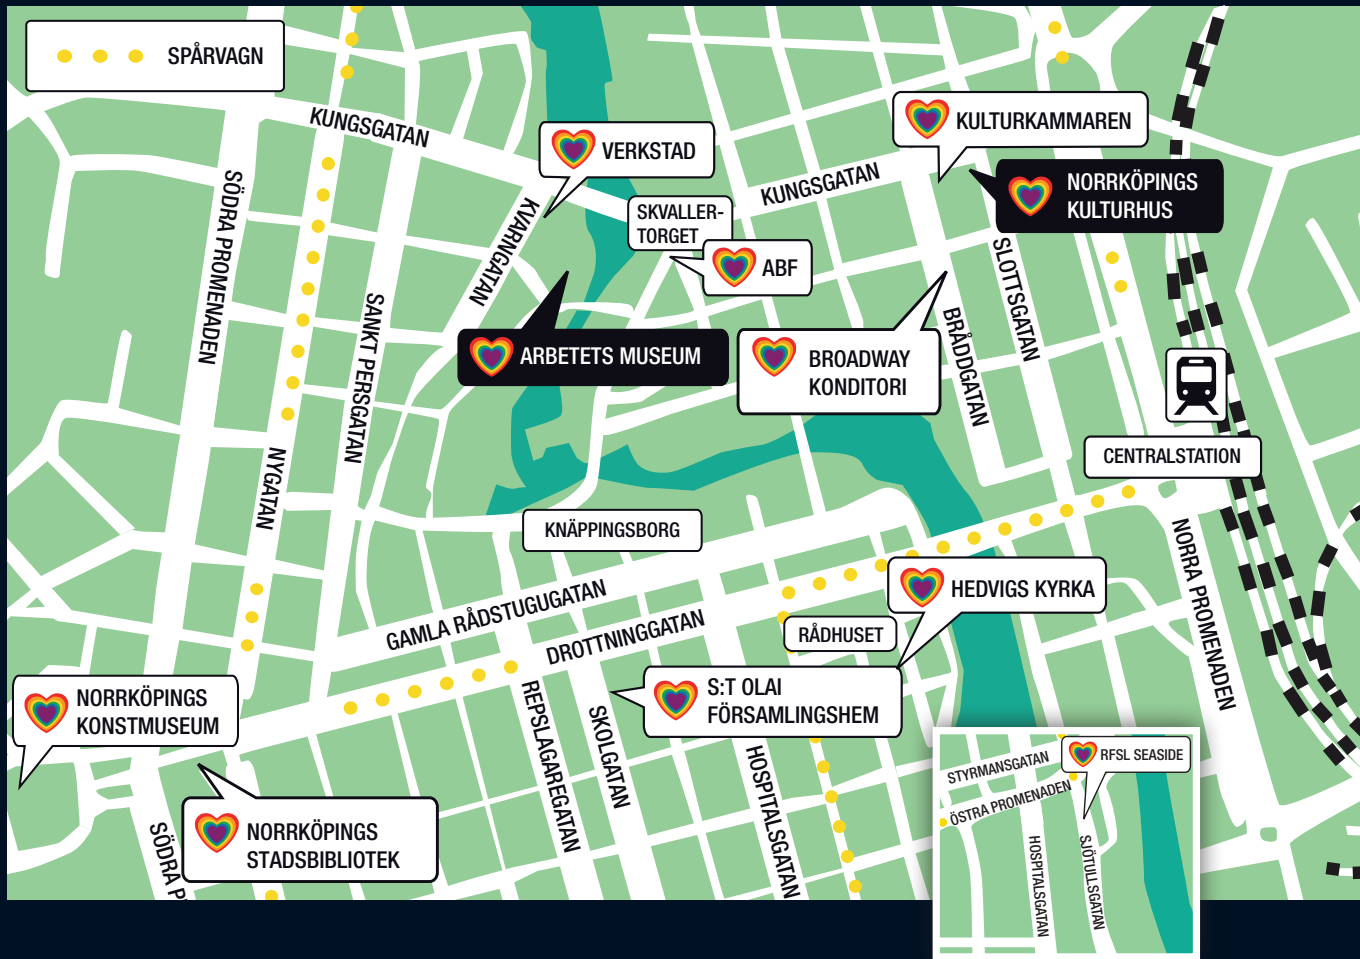 SPÅRVAGN
KUNGSGATAN
VERKSTAD
KULTURKAMMAREN
NORRKÖPINGS
KULTURHUS
KUNGSGATAN
SKVALLER-
TORGET
ABF
SÖDRA PROMENADEN
KVARNGATAN
SLOTTSGATAN
SANKT PERSGATAN
ARBETETS MUSEUM
BROADWAY
KONDITORI
BRÅDDGATAN
CENTRALSTATION
NYGATAN
KNÄPPINGSBORG
NORRA PROMENADEN
GAMLA RÅDSTUGUGATAN
DROTTNINGGATAN
HEDVIGS KYRKA
RÅDHUSET
S:T OLAI
FÖRSAMLINGSHEM
NORRKÖPINGS
KONSTMUSEUM
REPSLAGAREGATAN
SKOLGATAN
HOSPITALSGATAN
SÖDRA P
NORRKÖPINGS
STADSBIBLIOTEK
RFSL SEASIDE
STYRMANSGATAN
ÖSTRA PROMENADEN
HOSPITALSGATAN
SJÖTULLSGATAN